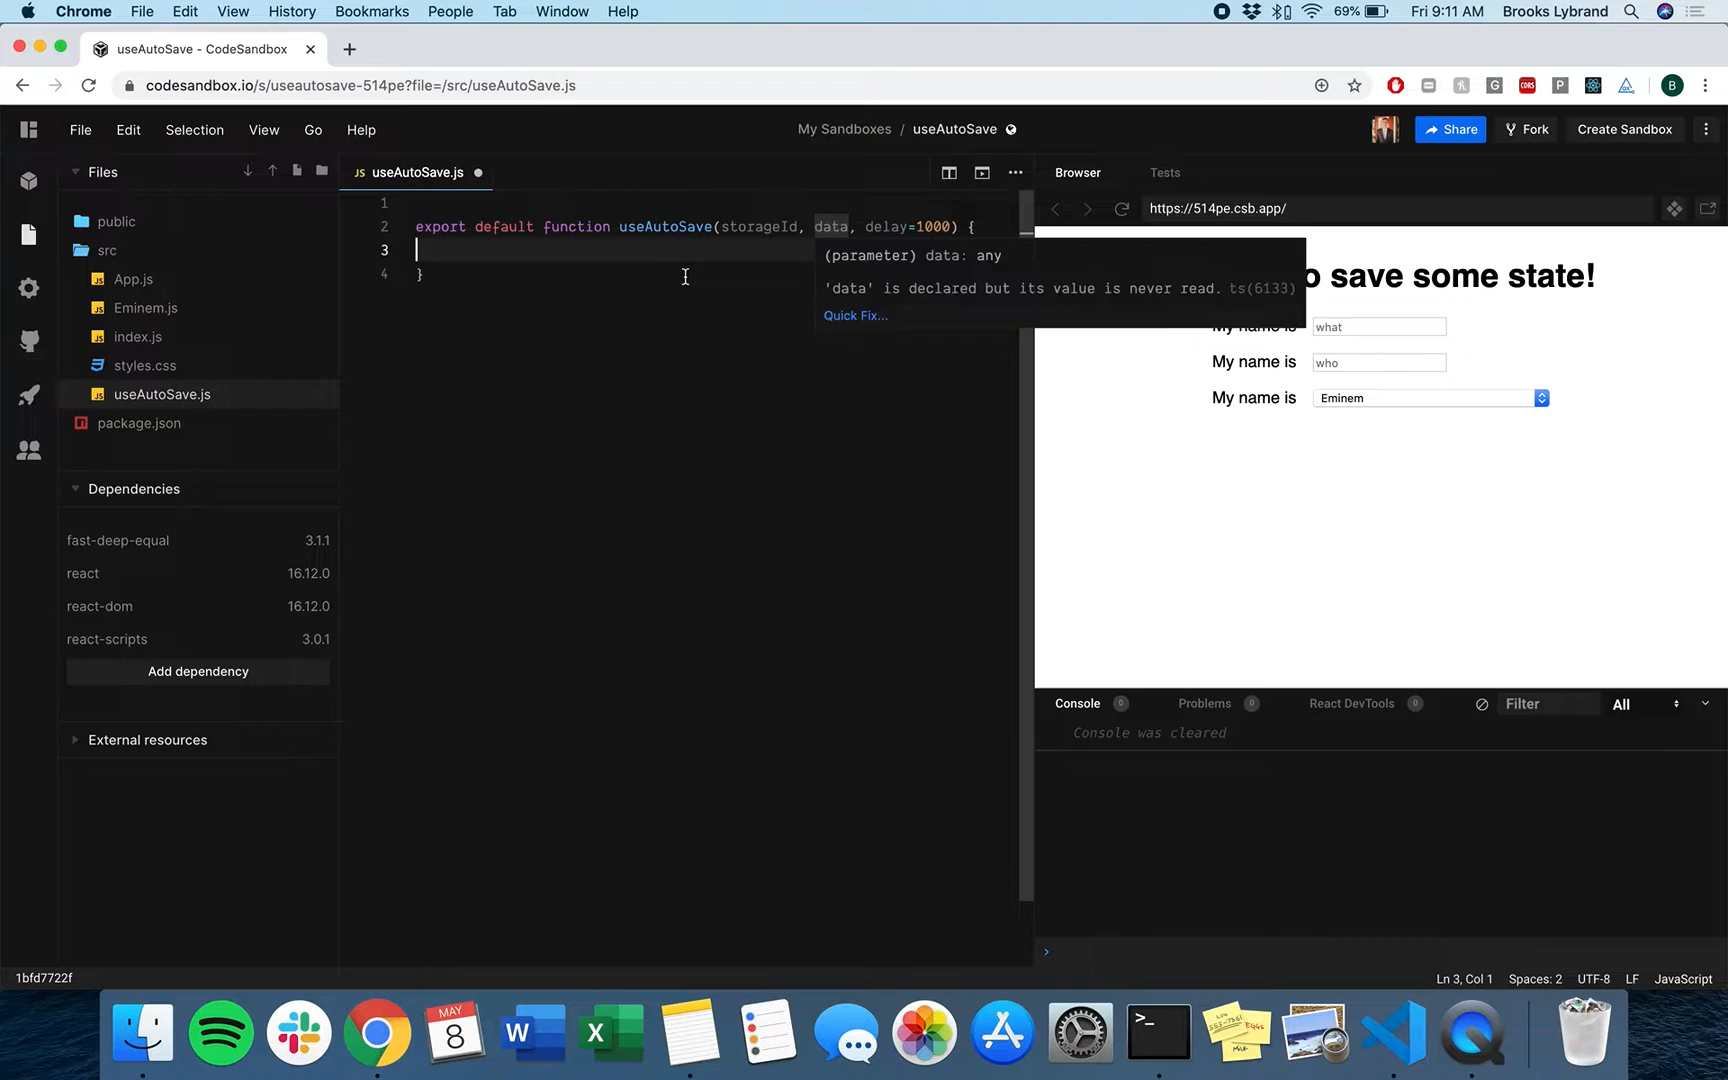 Chrome File Edit View History Bookmarks People Tab Window Help 69% Fri 9:11 AM Brooks Lybrand
useAutoSave - CodeSandbox
codesandbox.io/s/useautosave-514pe?file=/src/useAutoSave.js
File Edit Selection View Go Help My Sandboxes / useAutoSave Share Fork Create Sandbox
Files
JS useAutoSave.js
Browser Tests
https://514pe.csb.app/
public
src
JS App.js
JS Eminem.js
JS index.js
styles.css
JS useAutoSave.js
package.json
Dependencies
fast-deep-equal 3.1.1
react 16.12.0
react-dom 16.12.0
react-scripts 3.0.1
Add dependency
External resources
1
2 export default function useAutoSave(storageId, data, delay=1000) {
3
4 }
(parameter) data: any
'data' is declared but its value is never read. ts(6133)
Quick Fix...
o save some state!
My name is what
My name is who
My name is Eminem
Console 0 Problems 0 React DevTools 0 Filter All
Console was cleared
1bfd7722f
Ln 3, Col 1 Spaces: 2 UTF-8 LF JavaScript
MAY
8
W
X
>_